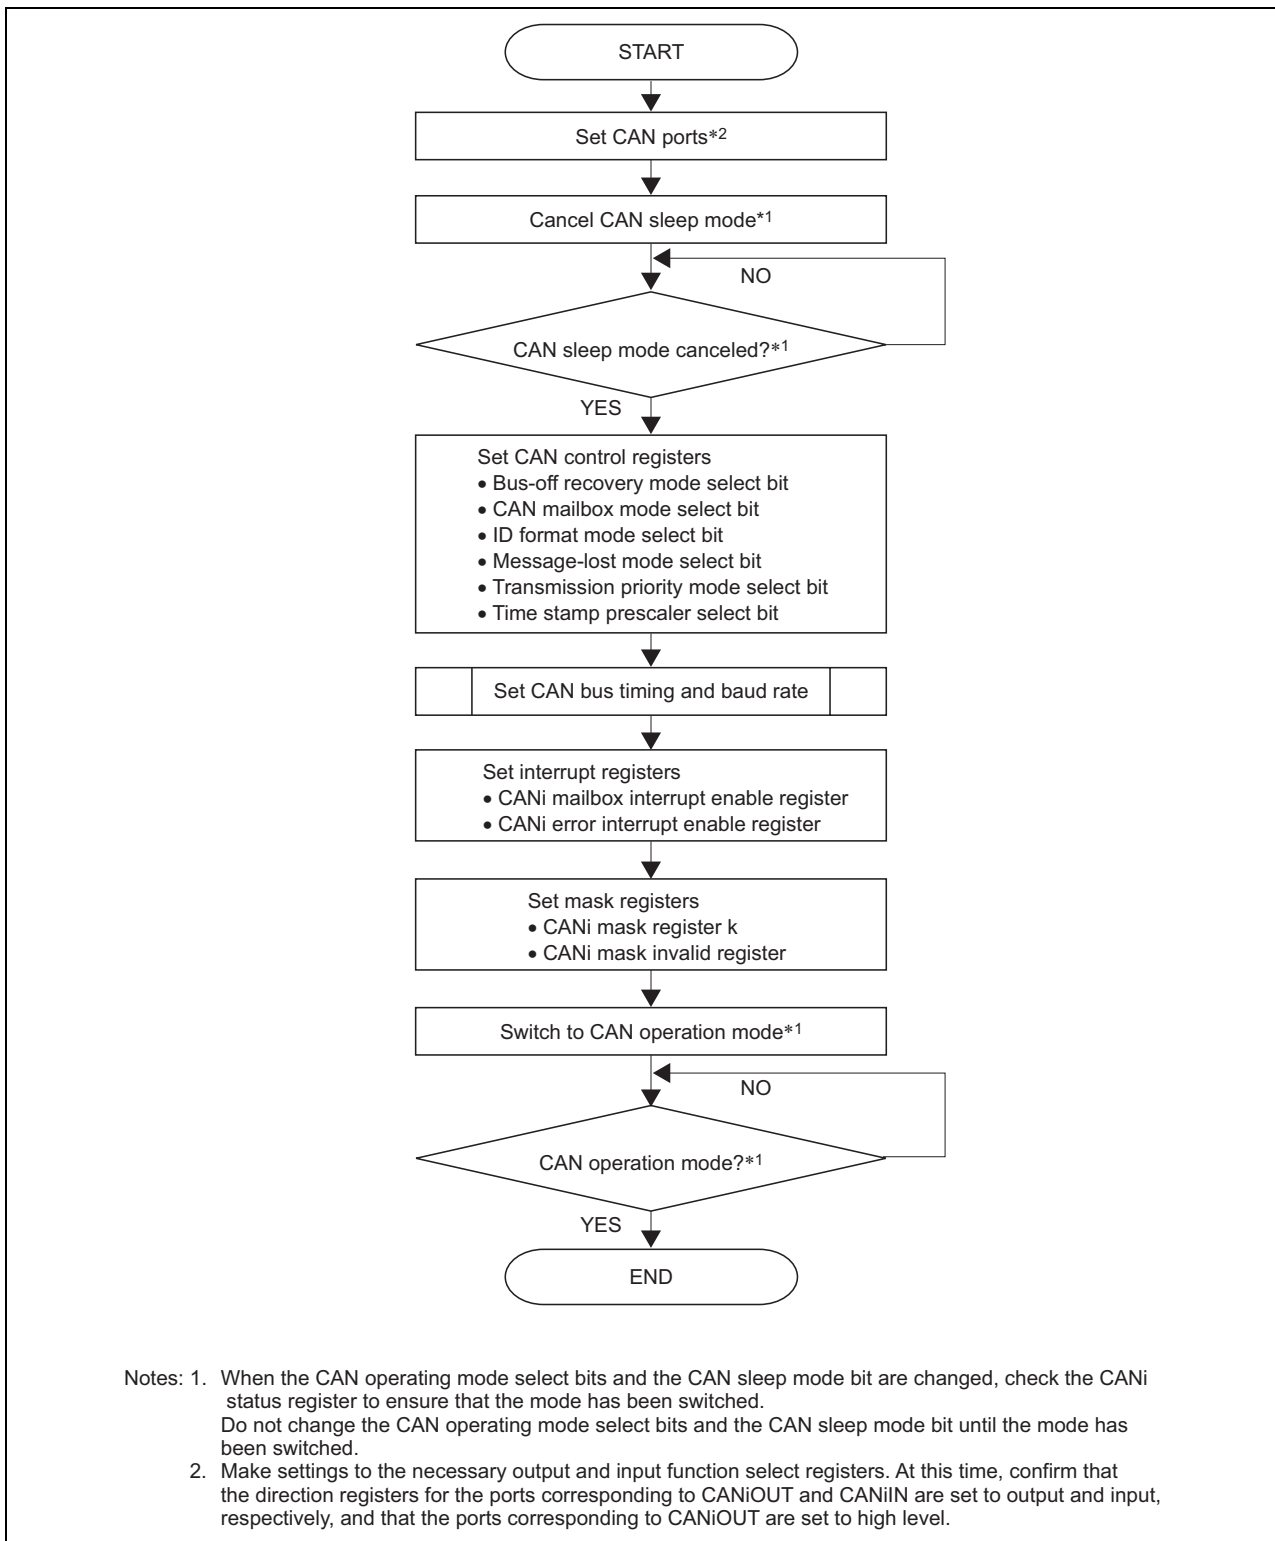 START
Set CAN ports*2
Cancel CAN sleep mode*1
NO
CAN sleep mode canceled?*1
YES
Set CAN control registers
• Bus-off recovery mode select bit
• CAN mailbox mode select bit
• ID format mode select bit
• Message-lost mode select bit
• Transmission priority mode select bit
• Time stamp prescaler select bit
Set CAN bus timing and baud rate
Set interrupt registers
• CANi mailbox interrupt enable register
• CANi error interrupt enable register
Set mask registers
• CANi mask register k
• CANi mask invalid register
Switch to CAN operation mode*1
NO
CAN operation mode?*1
YES
END
Notes: 1. When the CAN operating mode select bits and the CAN sleep mode bit are changed, check the CANi
status register to ensure that the mode has been switched.
Do not change the CAN operating mode select bits and the CAN sleep mode bit until the mode has
been switched.
2. Make settings to the necessary output and input function select registers. At this time, confirm that
the direction registers for the ports corresponding to CANiOUT and CANiIN are set to output and input,
respectively, and that the ports corresponding to CANiOUT are set to high level.